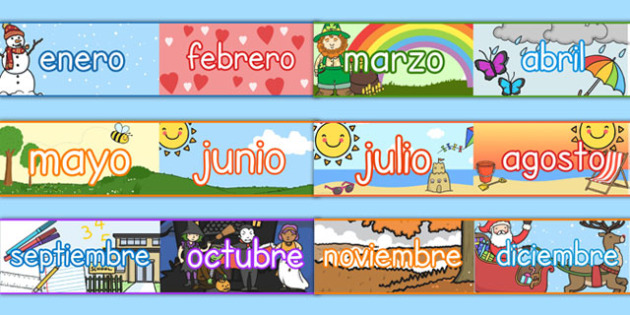 enero febrero marzo abril
mayo junio julio agosto
septiembre octubre noviembre diciembre